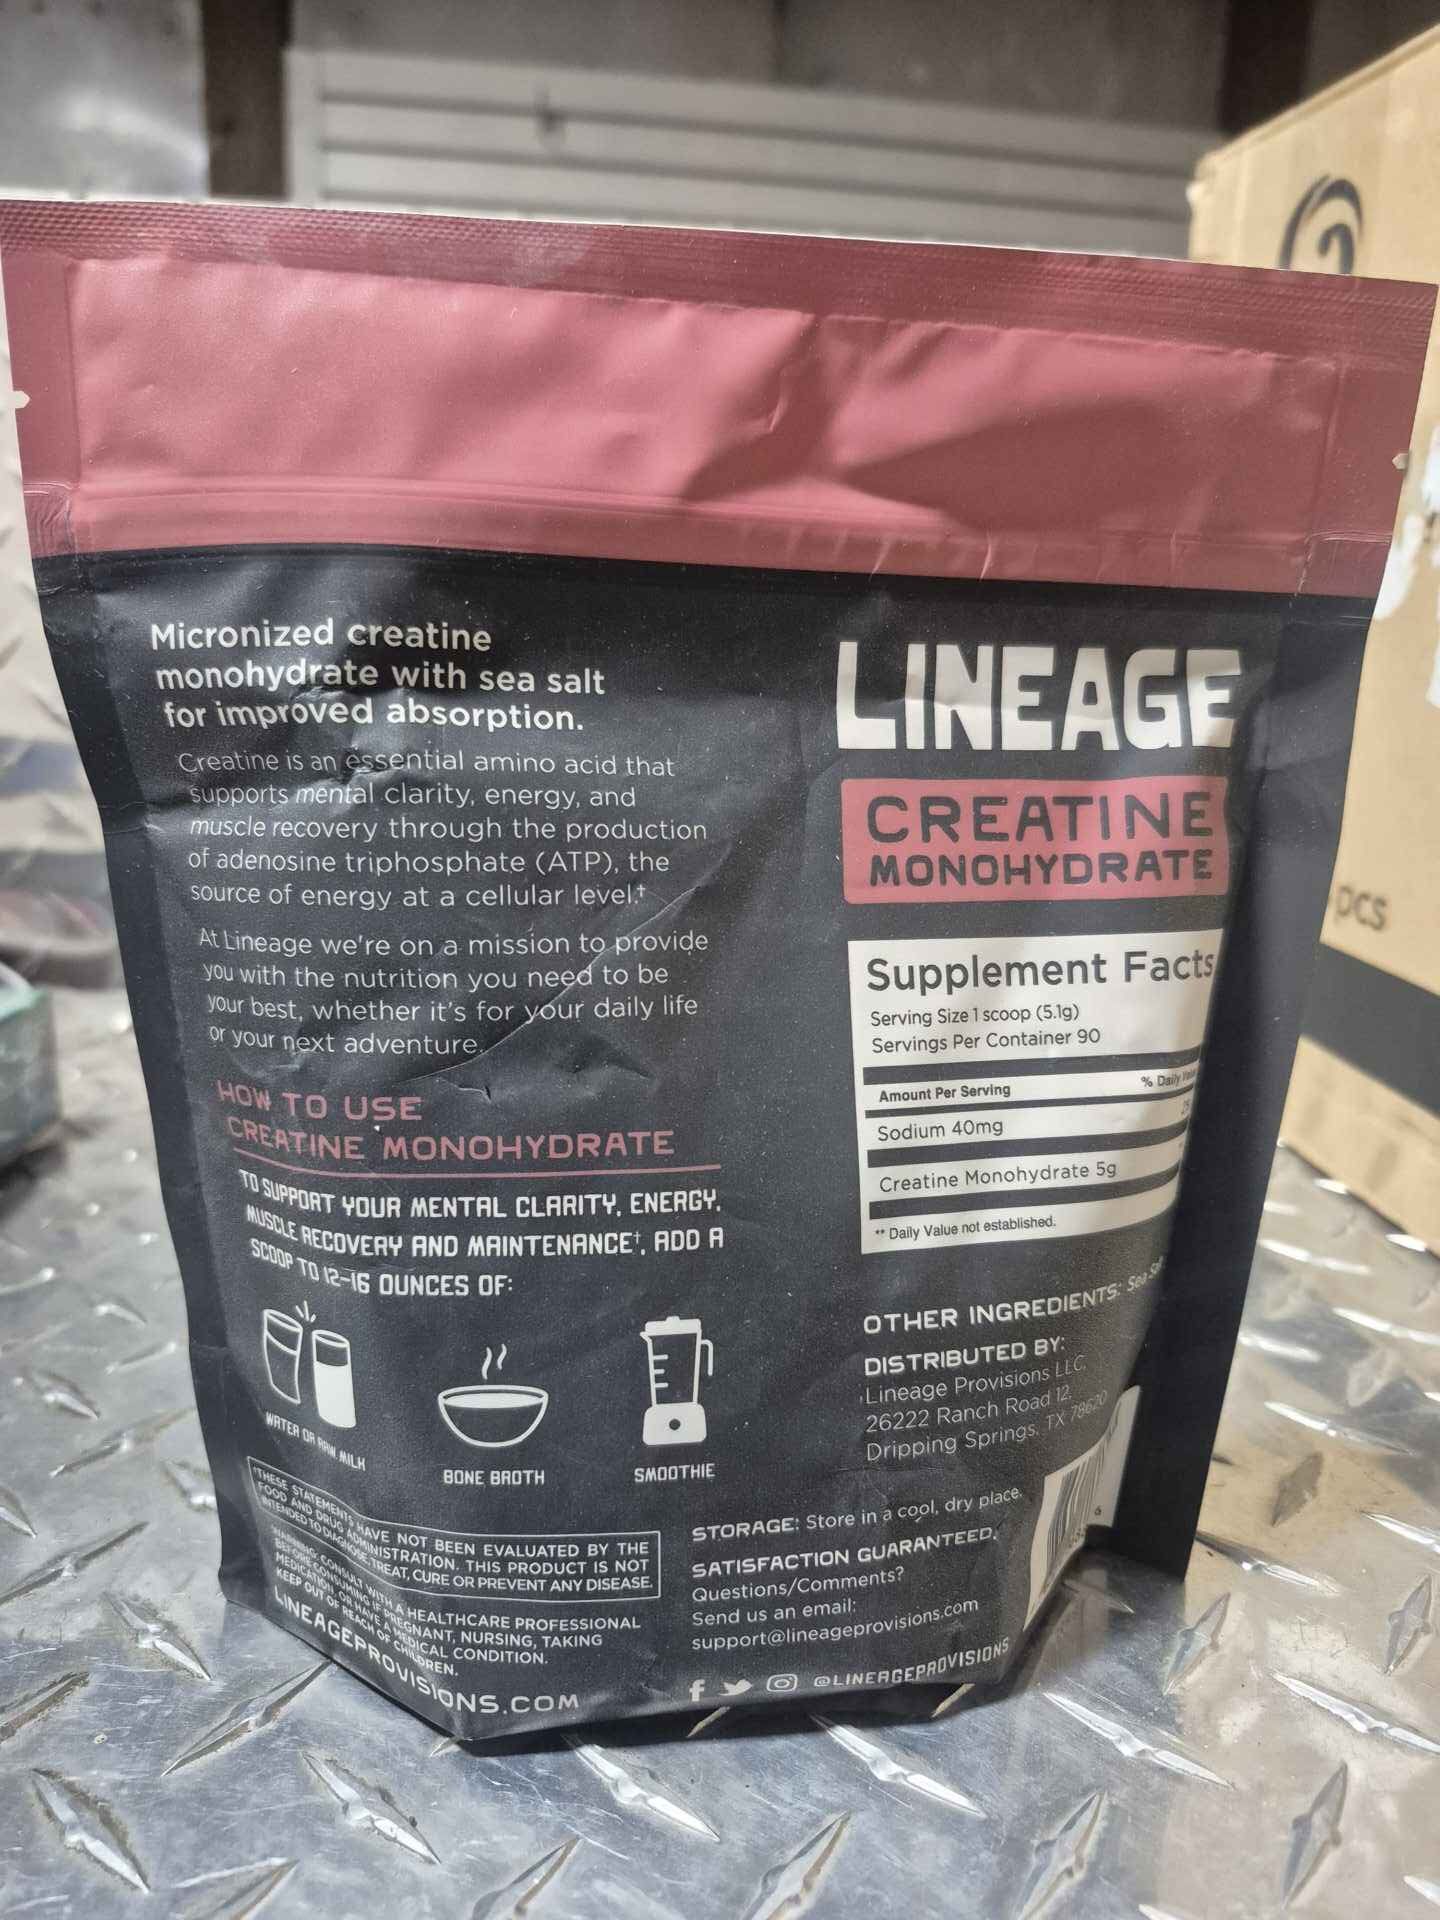 Micronized creatine
monohydrate with sea salt
for improved absorption.
Creatine is an essential amino acid that
supports mental clarity, energy, and
muscle recovery through the production
of adenosine triphosphate (ATP), the
source of energy at a cellular level.†
At Lineage we're on a mission to provide
you with the nutrition you need to be
your best, whether it's for your daily life
or your next adventure.
HOW TO USE
CREATINE MONOHYDRATE
TO SUPPORT YOUR MENTAL CLARITY, ENERGY,
MUSCLE RECOVERY AND MAINTENANCE†, ADD A
SCOOP TO 12-16 OUNCES OF:
WATER OR RAW MILK
BONE BROTH
SMOOTHIE
†THESE STATEMENTS HAVE NOT BEEN EVALUATED BY THE
FOOD AND DRUG ADMINISTRATION. THIS PRODUCT IS NOT
INTENDED TO DIAGNOSE, TREAT, CURE OR PREVENT ANY DISEASE.
WARNING: CONSULT WITH A HEALTHCARE PROFESSIONAL
BEFORE CONSUMING IF PREGNANT, NURSING, TAKING
MEDICATION, OR HAVE A MEDICAL CONDITION.
KEEP OUT OF REACH OF CHILDREN.
LINEAGEPROVISIONS.COM
LINEAGE
CREATINE
MONOHYDRATE
Supplement Facts
Serving Size 1 scoop (5.1g)
Servings Per Container 90
Amount Per Serving % Daily
Sodium 40mg
Creatine Monohydrate 5g
** Daily Value not established.
OTHER INGREDIENTS: Sea Salt
DISTRIBUTED BY:
Lineage Provisions LLC,
26222 Ranch Road 12,
Dripping Springs, TX 78620
STORAGE: Store in a cool, dry place.
SATISFACTION GUARANTEED.
Questions/Comments?
Send us an email:
support@lineageprovisions.com
@LINEAGEPROVISIONS
pcs